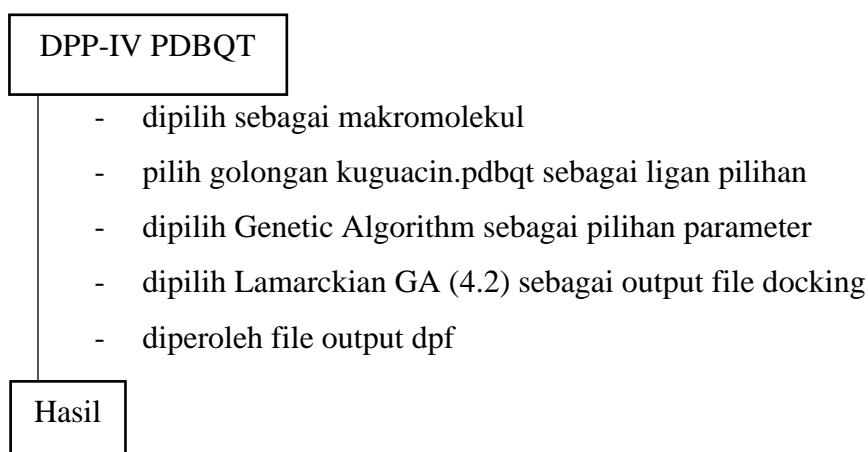 DPP-IV PDBQT
- dipilih sebagai makromolekul
- pilih golongan kuguacin.pdbqt sebagai ligan pilihan
- dipilih Genetic Algorithm sebagai pilihan parameter
- dipilih Lamarckian GA (4.2) sebagai output file docking
- diperoleh file output dpf
Hasil